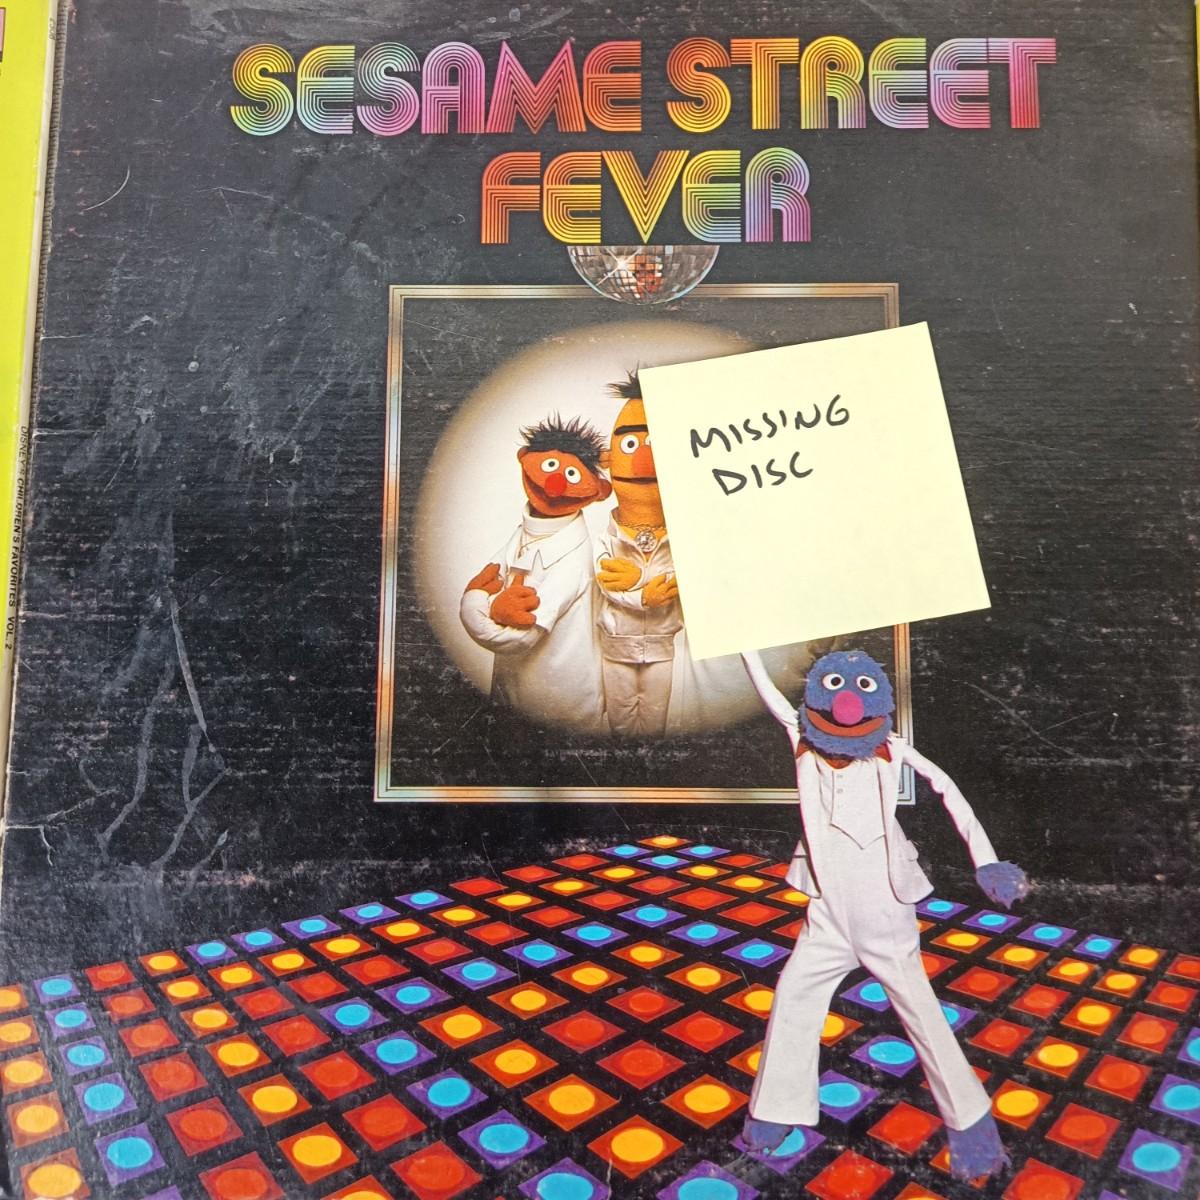 SESAME STREET
FEVER
MISSING
DISC
DISNEY'S CHILDREN'S FAVORITES VOL. 2